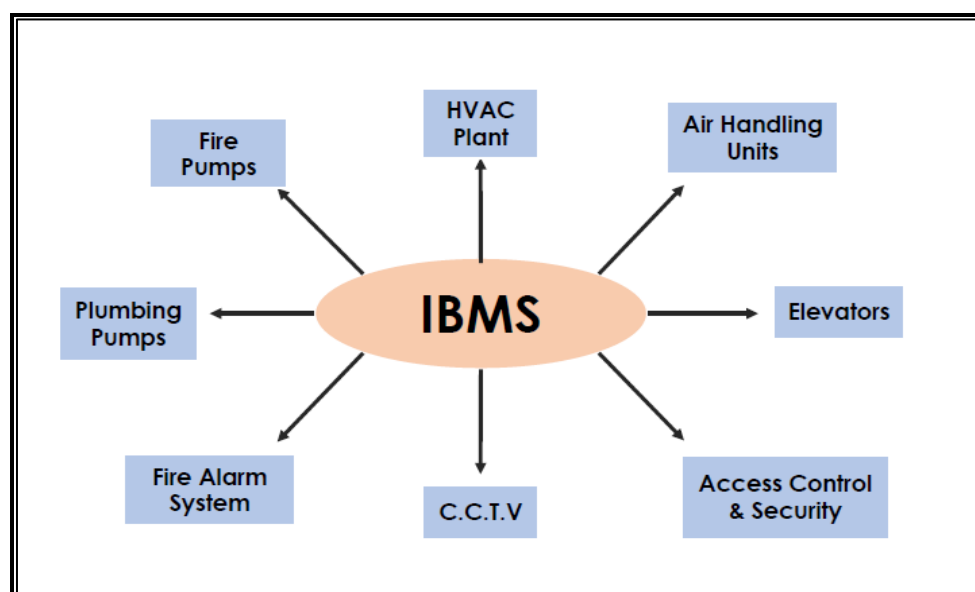 HVAC
Plant
Air Handling
Units
Fire
Pumps
IBMS
Plumbing
Pumps
Elevators
Fire Alarm
System
C.C.T.V
Access Control
& Security